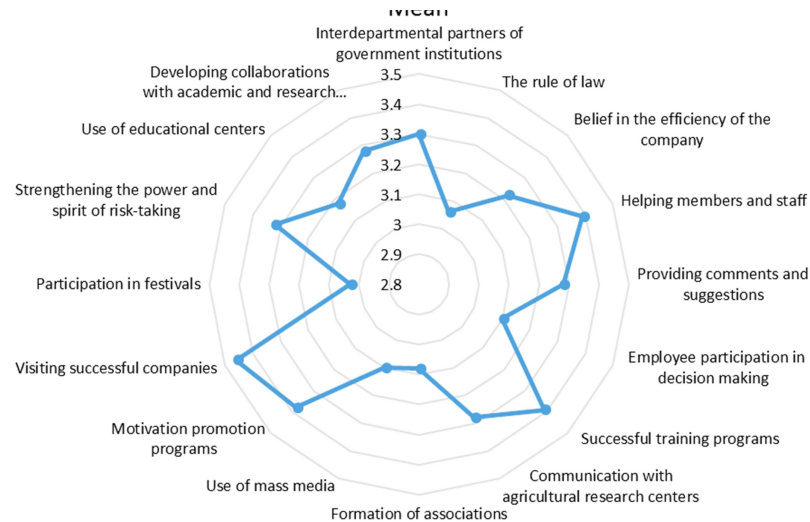 Mean
Interdepartmental partners of
government institutions
The rule of law
Belief in the efficiency of the
company
Helping members and staff
Providing comments and
suggestions
Employee participation in
decision making
Successful training programs
Communication with
agricultural research centers
Formation of associations
Use of mass media
Motivation promotion
programs
Visiting successful companies
Participation in festivals
Strengthening the power and
spirit of risk-taking
Use of educational centers
Developing collaborations
with academic and research...
3.5
3.4
3.3
3.2
3.1
3
2.9
2.8